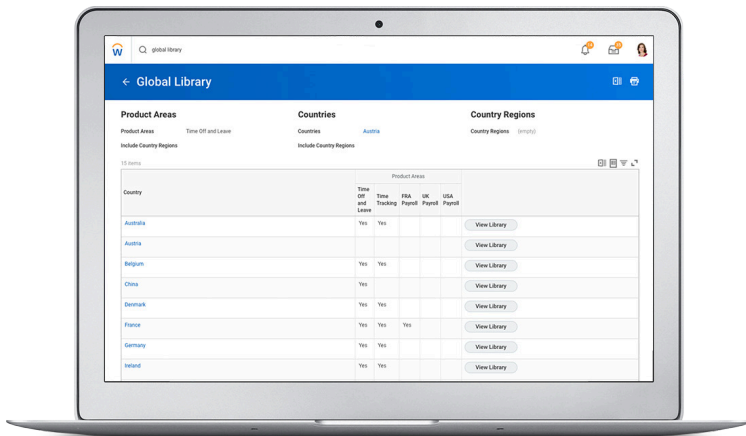 W
global library
Global Library
Product Areas Countries Country Regions
Product Areas Time Off and Leave Countries Austria Country Regions (empty)
Include Country Regions Include Country Regions
15 items
Product Areas
Country Time Off and Leave Time Tracking FRA Payroll UK Payroll USA Payroll
Australia Yes Yes View Library
Austria View Library
Belgium Yes Yes View Library
China Yes View Library
Denmark Yes Yes View Library
France Yes Yes Yes View Library
Germany Yes Yes View Library
Ireland Yes Yes View Library